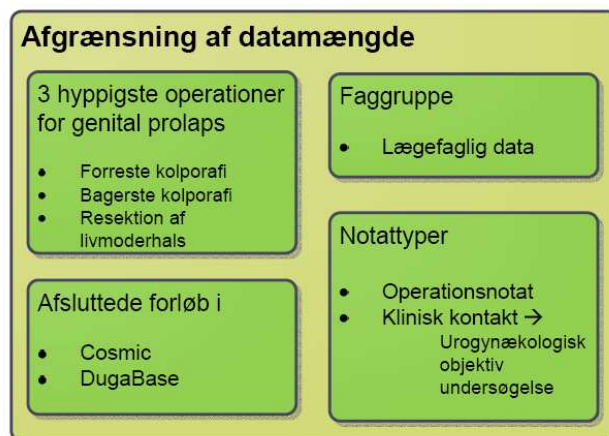 Afgrænsning af datamængde
3 hyppigste operationer
for genital prolaps
• Forreste kolporafi
• Bagerste kolporafi
• Resektion af
livmoderhals
Afsluttede forløb i
• Cosmic
• DugaBase
Faggruppe
• Lægefaglig data
Notattyper
• Operationsnotat
• Klinisk kontakt →
Urogynækologisk
objektiv
undersøgelse